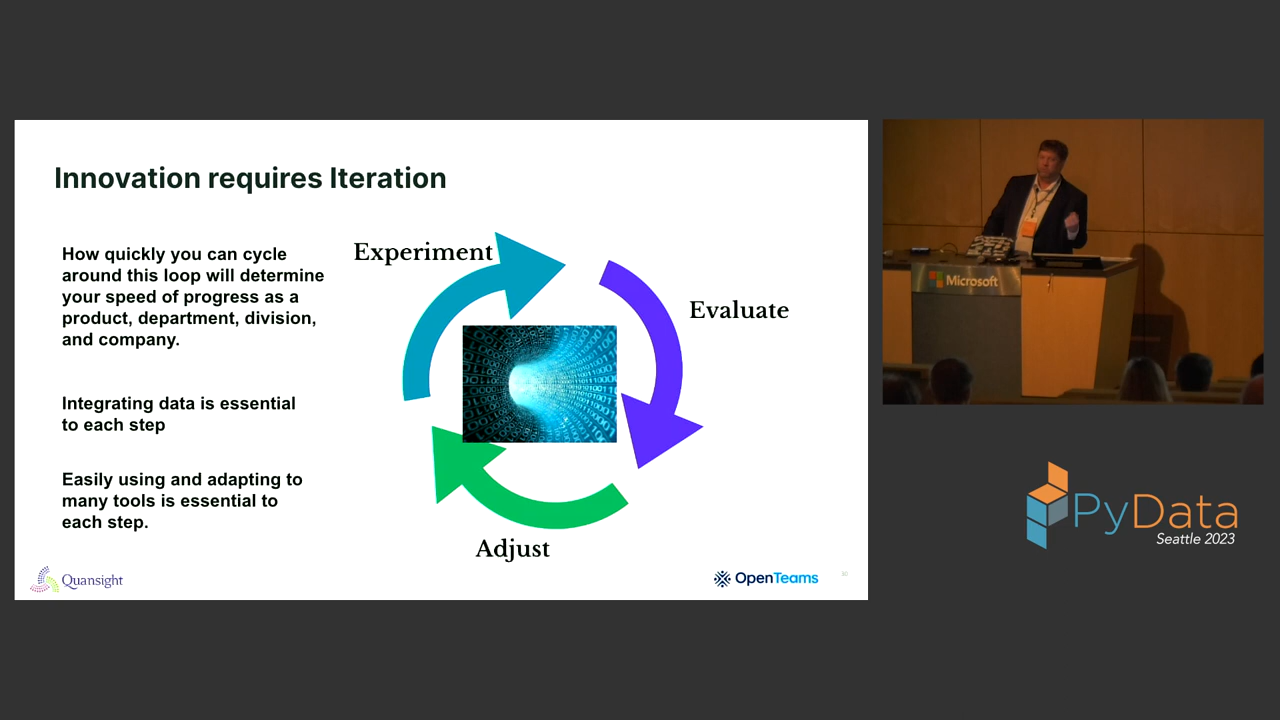 Innovation requires Iteration
How quickly you can cycle
around this loop will determine
your speed of progress as a
product, department, division,
and company.
Integrating data is essential
to each step
Easily using and adapting to
many tools is essential to
each step.
Experiment
Evaluate
Adjust
Quansight
OpenTeams
30
Microsoft
PyData
Seattle 2023